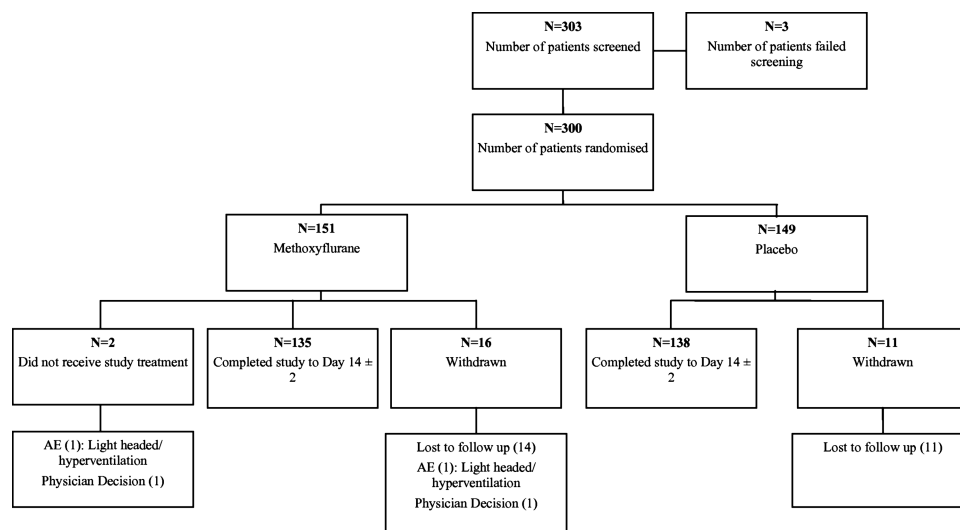 N=303
Number of patients screened
N=3
Number of patients failed
screening
N=300
Number of patients randomised
N=151
Methoxyflurane
N=149
Placebo
N=2
Did not receive study treatment
N=135
Completed study to Day 14 ±
2
N=16
Withdrawn
N=138
Completed study to Day 14 ±
2
N=11
Withdrawn
AE (1): Light headed/
hyperventilation
Physician Decision (1)
Lost to follow up (14)
AE (1): Light headed/
hyperventilation
Physician Decision (1)
Lost to follow up (11)